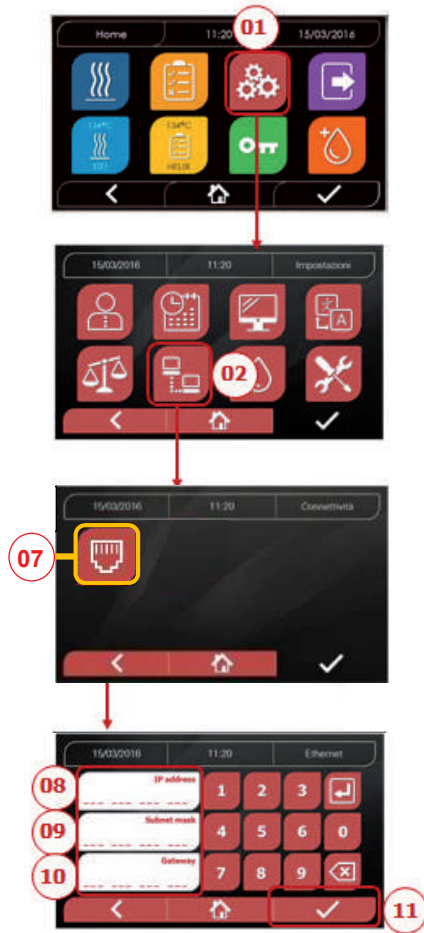 01
Home 11:20 15/03/2016
134°C 134°C
HELIX
15/03/2016 11:20 Impostazioni
A
02
15/03/2016 11:20 Connettività
07
15/03/2016 11:20 Ethernet
08 IP address 1 2 3
09 Subnet mask 4 5 6 0
10 Gateway 7 8 9
11